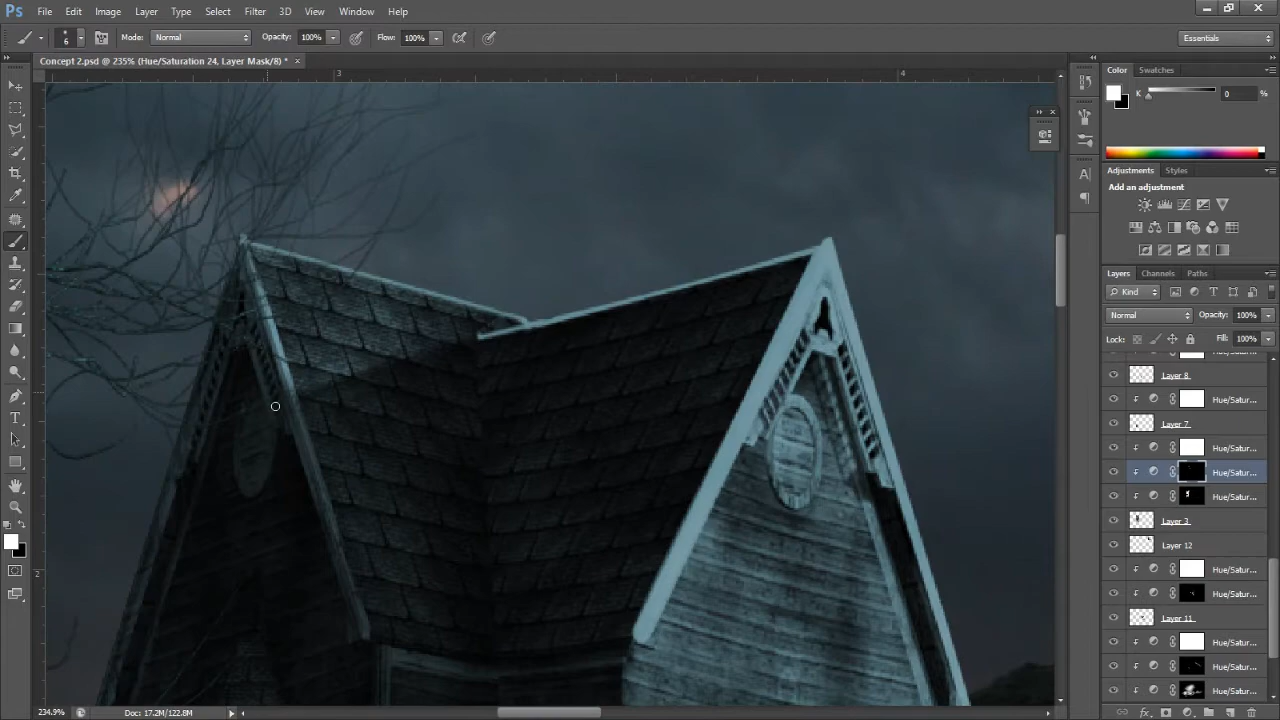 Ps File Edit Image Layer Type Select Filter 3D View Window Help
6 Mode: Normal Opacity: 100% Flow: 100% Essentials
Concept 2.psd @ 235% (Hue/Saturation 24, Layer Mask/8) * ×
3 4
2
Color Swatches
K 0 %
Adjustments Styles
Add an adjustment
Layers Channels Paths
Kind
Normal Opacity: 100%
Lock: Fill: 100%
Layer 8
Hue/Satur...
Layer 7
Hue/Satur...
Hue/Satur...
Hue/Satur...
Layer 3
Layer 12
Hue/Satur...
Hue/Satur...
Layer 11
Hue/Satur...
Hue/Satur...
Hue/Satur...
234.9% Doc: 17.2M/122.8M